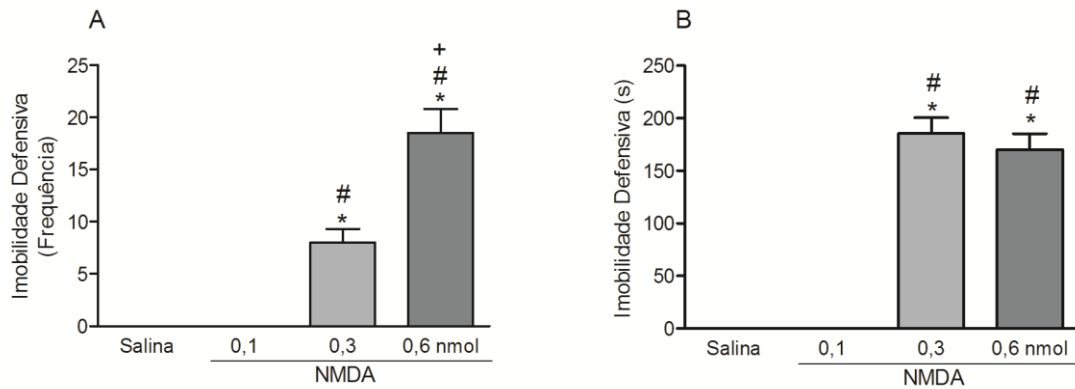 A
Imobilidade Defensiva
(Frequência)
25
20
15
10
5
0
#
*
+
#
*
Salina
0,1
0,3
0,6 nmol
NMDA
B
Imobilidade Defensiva (s)
250
200
150
100
50
0
#
*
#
*
Salina
0,1
0,3
0,6 nmol
NMDA